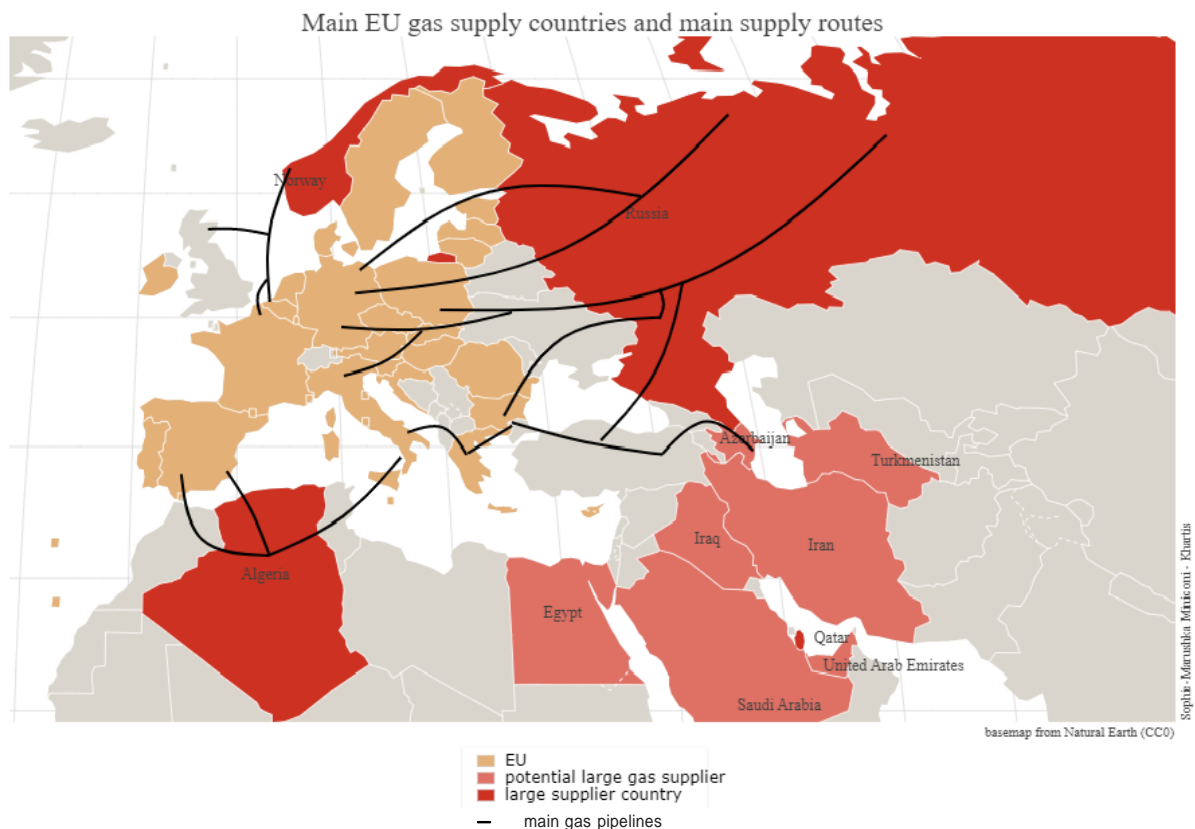 Main EU gas supply countries and main supply routes
Norway
Russia
Azerbaijan
Turkmenistan
Iraq
Iran
Algeria
Egypt
Qatar
United Arab Emirates
Saudi Arabia
Sophie-Marushka Miniconi - Khartis
basemap from Natural Earth (CC0)
EU
potential large gas supplier
large supplier country
main gas pipelines